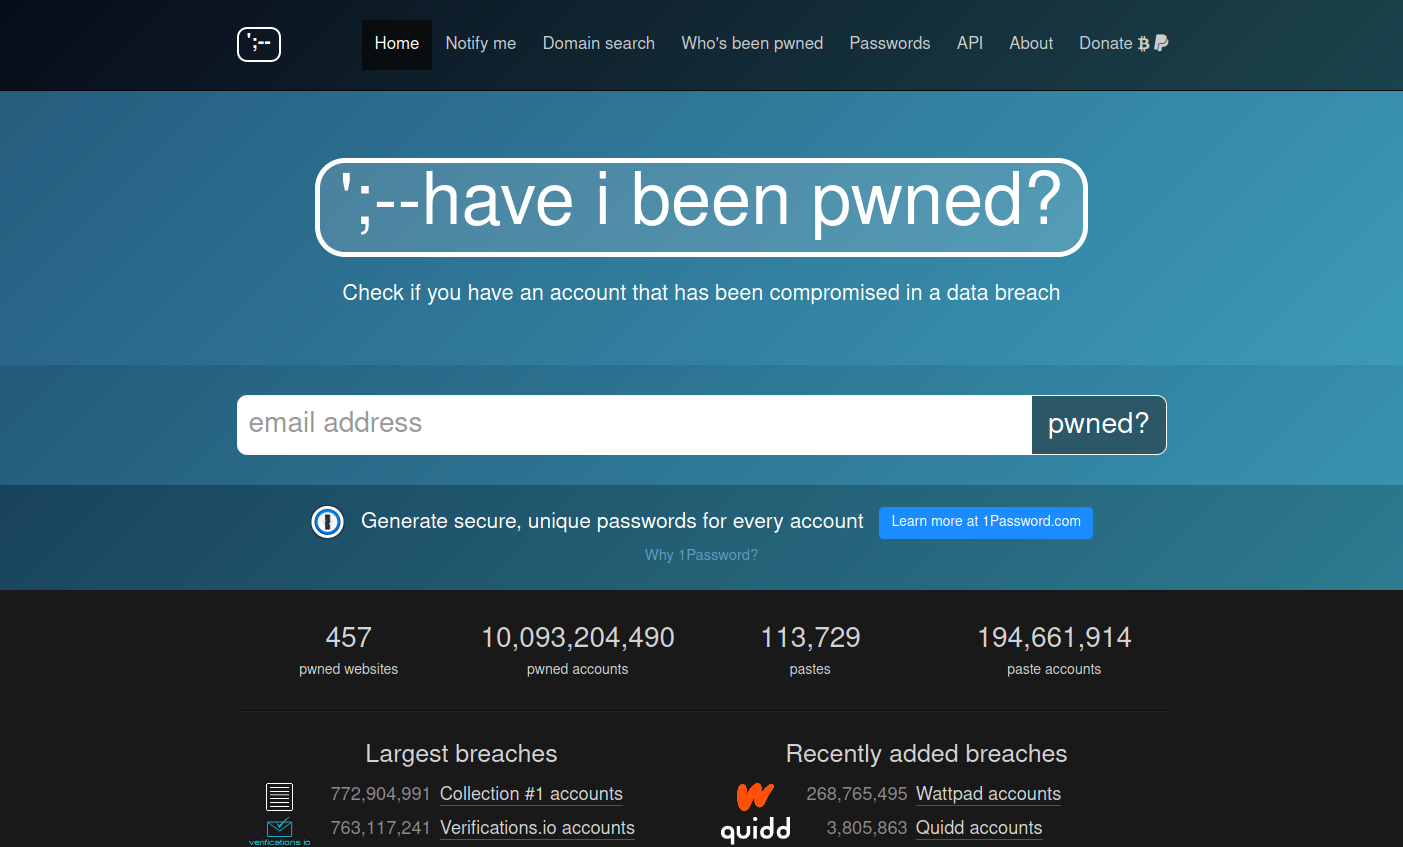 ';--
Home Notify me Domain search Who's been pwned Passwords API About Donate
';--have i been pwned?
Check if you have an account that has been compromised in a data breach
email address pwned?
Generate secure, unique passwords for every account Learn more at 1Password.com
Why 1Password?
457 10,093,204,490 113,729 194,661,914
pwned websites pwned accounts pastes paste accounts
Largest breaches Recently added breaches
772,904,991 Collection #1 accounts 268,765,495 Wattpad accounts
763,117,241 Verifications.io accounts quidd 3,805,863 Quidd accounts
verifications io